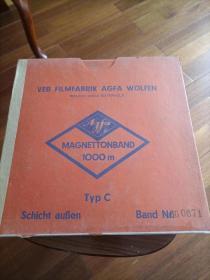 VEB FILMFABRIK AGFA WOLFEN
Agfa
MAGNETTONBAND
1000 m
Typ C
Schicht außen
Band Nr.